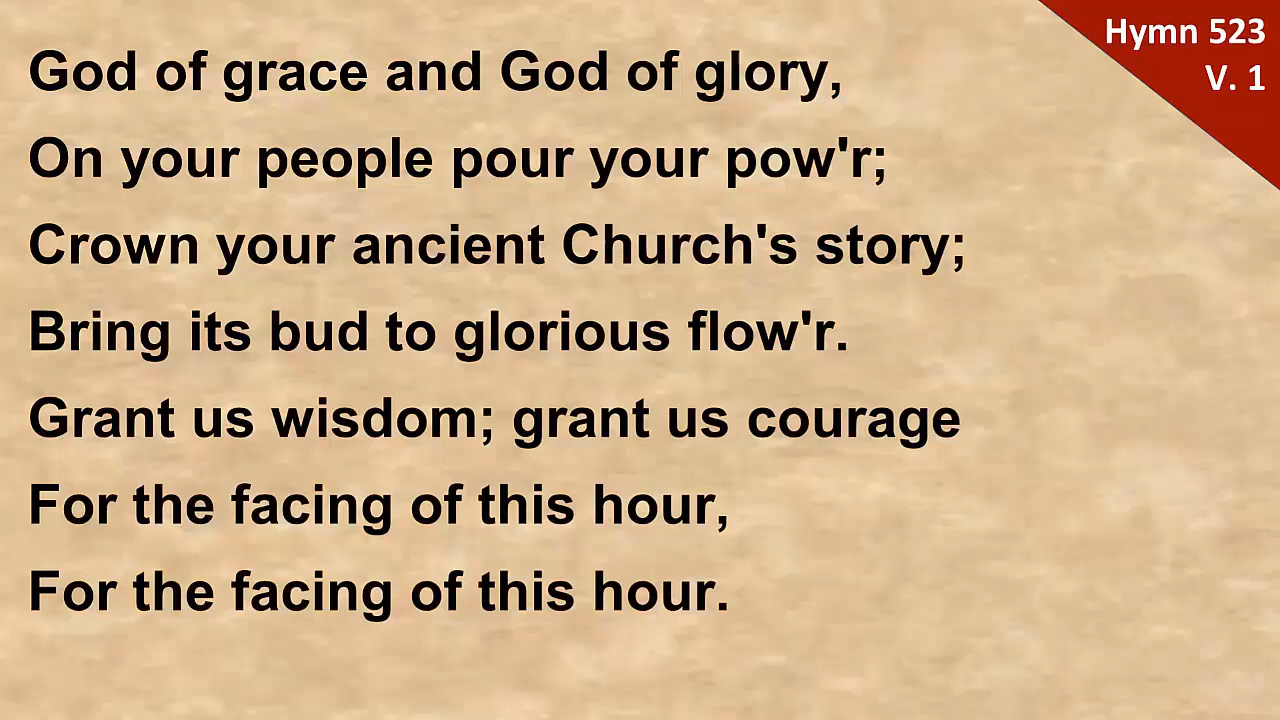 Hymn 523
V. 1
God of grace and God of glory,
On your people pour your pow'r;
Crown your ancient Church's story;
Bring its bud to glorious flow'r.
Grant us wisdom; grant us courage
For the facing of this hour,
For the facing of this hour.